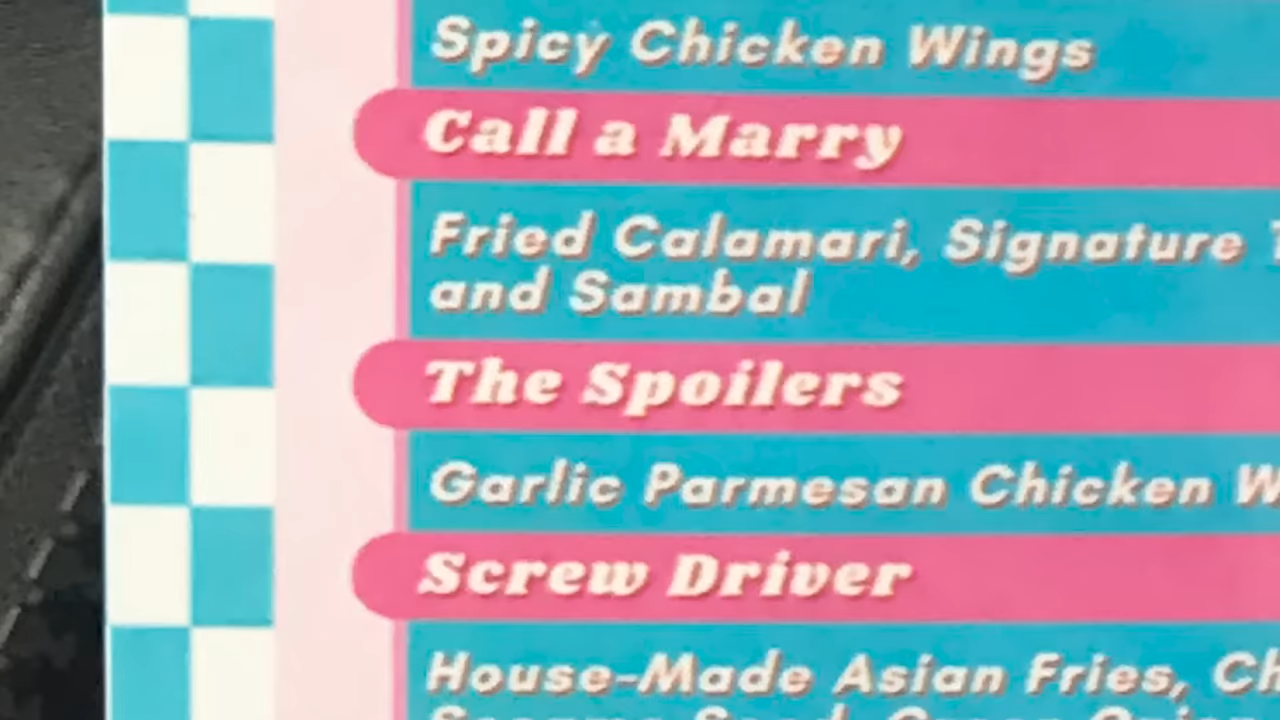 Spicy Chicken Wings
Call a Marry
Fried Calamari, Signature
and Sambal
The Spoilers
Garlic Parmesan Chicken
Screw Driver
House-Made Asian Fries,